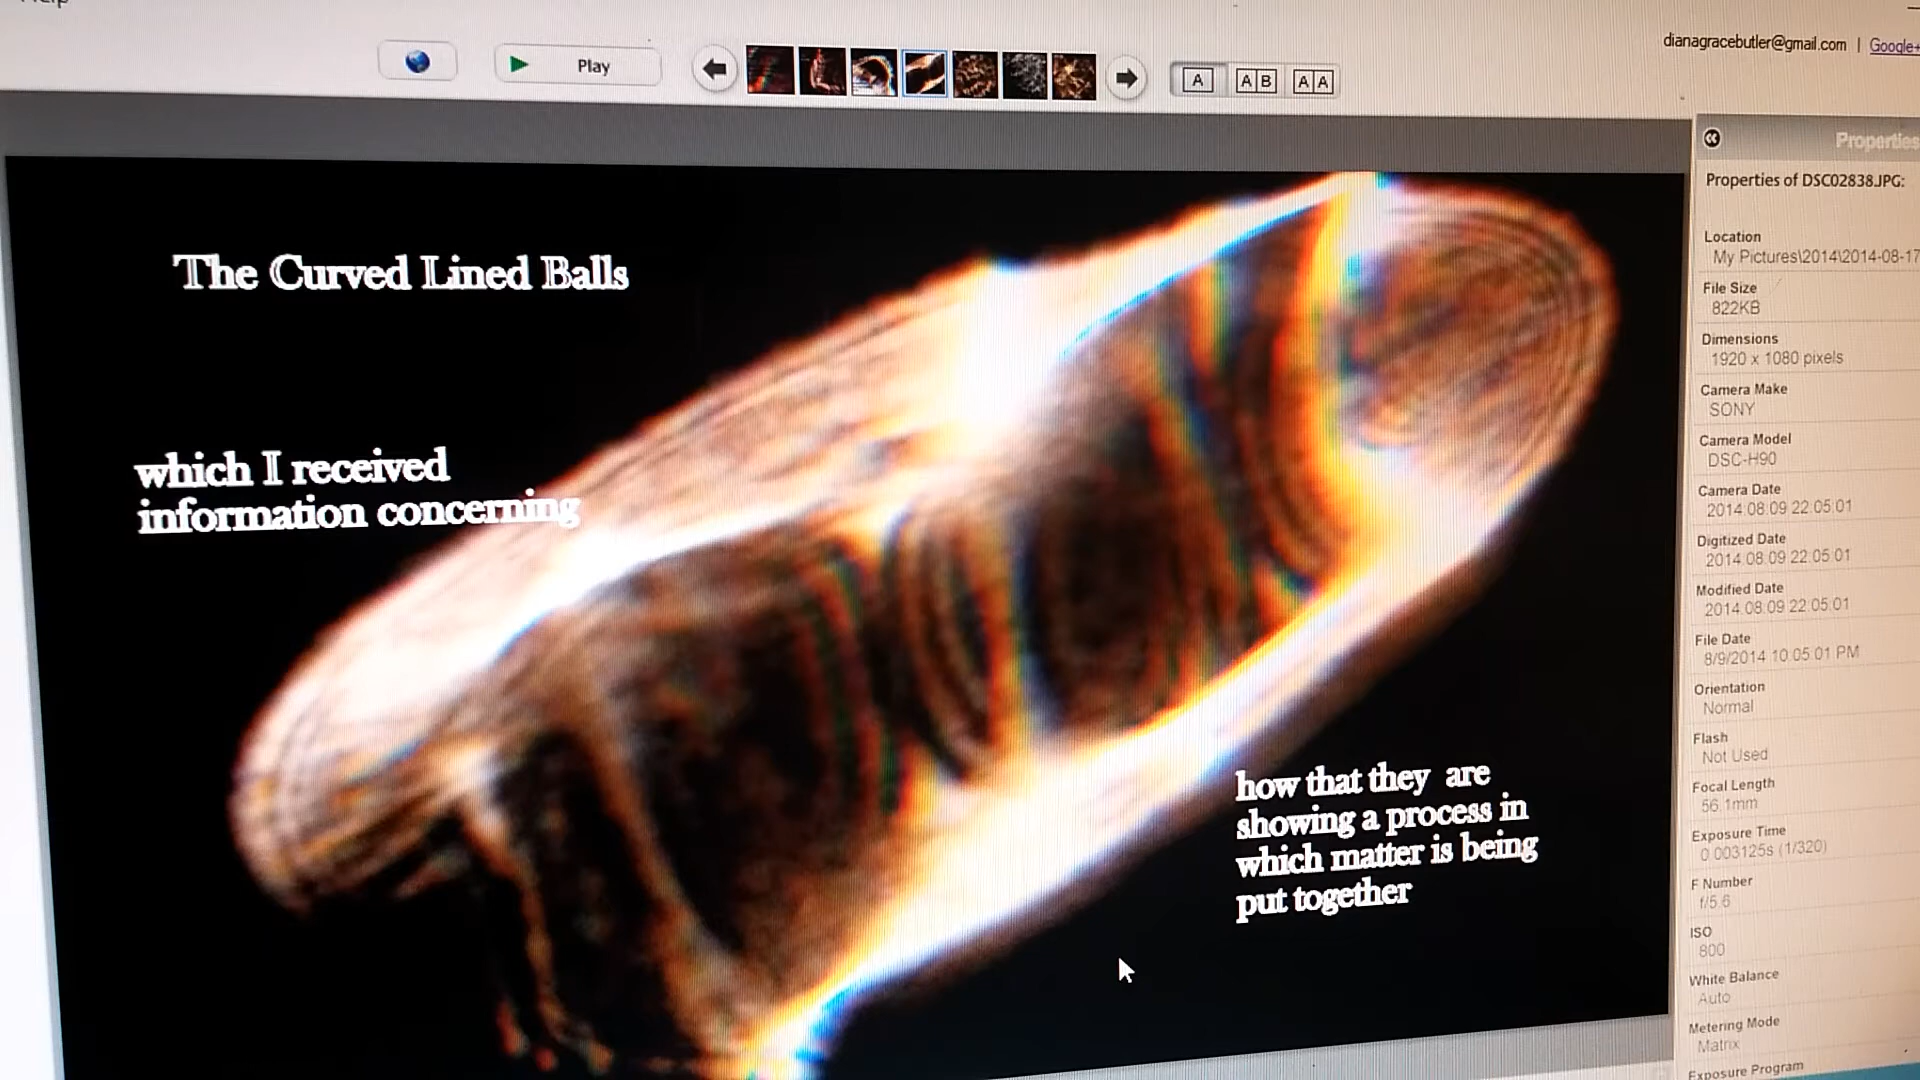 Help
Play
dianagracebutler@gmail.com | Google+
A
A B
A A
Properties
Properties of DSC02838.JPG:
Location
My Pictures\2014\2014-08-17
File Size
822KB
Dimensions
1920 x 1080 pixels
Camera Make
SONY
Camera Model
DSC-H90
Camera Date
2014:08:09 22:05:01
Digitized Date
2014:08:09 22:05:01
Modified Date
2014:08:09 22:05:01
File Date
8/9/2014 10:05:01 PM
Orientation
Normal
Flash
Not Used
Focal Length
56.1mm
Exposure Time
0.003125s (1/320)
F Number
f/5.6
ISO
800
White Balance
Auto
Metering Mode
Matrix
Exposure Program
The Curved Lined Balls
which I received
information concerning
how that they are
showing a process in
which matter is being
put together